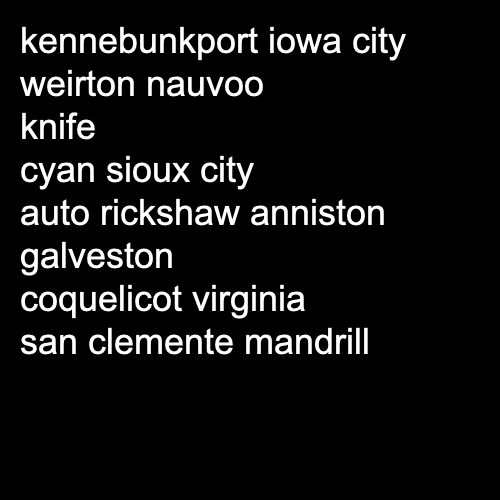 kennebunkport iowa city
weirton nauvoo
knife
cyan sioux city
auto rickshaw anniston
galveston
coquelicot virginia
san clemente mandrill